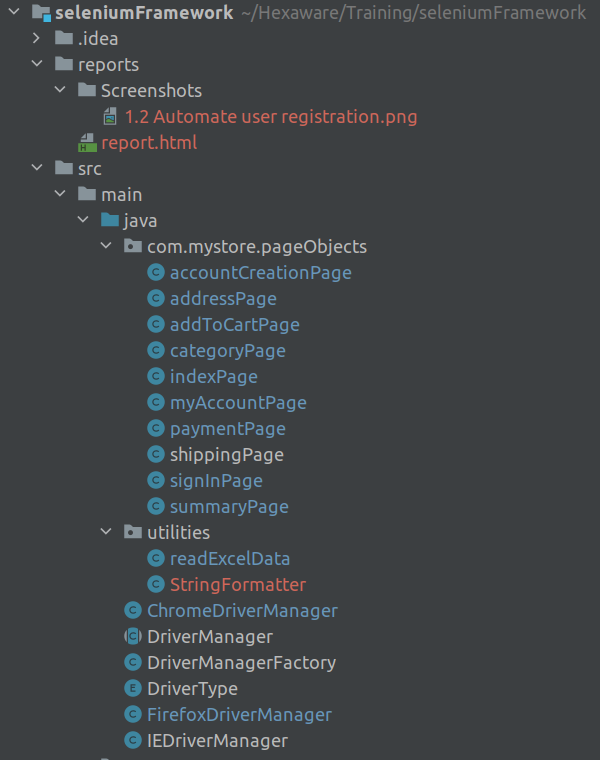 seleniumFramework ~/Hexaware/Training/seleniumFramework
.idea
reports
Screenshots
1.2 Automate user registration.png
H report.html
src
main
java
com.mystore.pageObjects
C accountCreationPage
C addressPage
C addToCartPage
C categoryPage
C indexPage
C myAccountPage
C paymentPage
C shippingPage
C signInPage
C summaryPage
utilities
C readExcelData
C StringFormatter
C ChromeDriverManager
C DriverManager
C DriverManagerFactory
E DriverType
C FirefoxDriverManager
C IEDriverManager